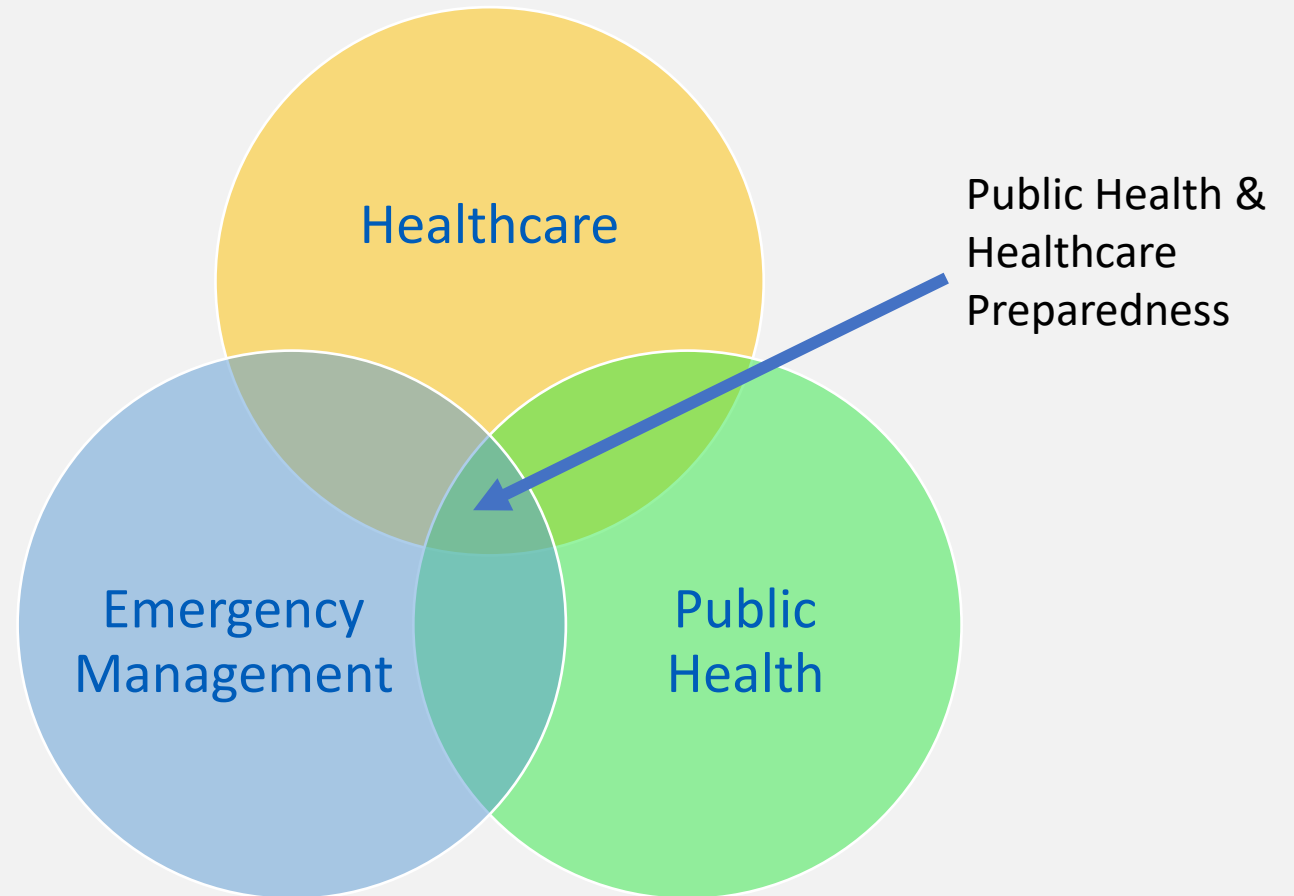 Healthcare
Public Health &
Healthcare
Preparedness
Emergency
Management
Public
Health